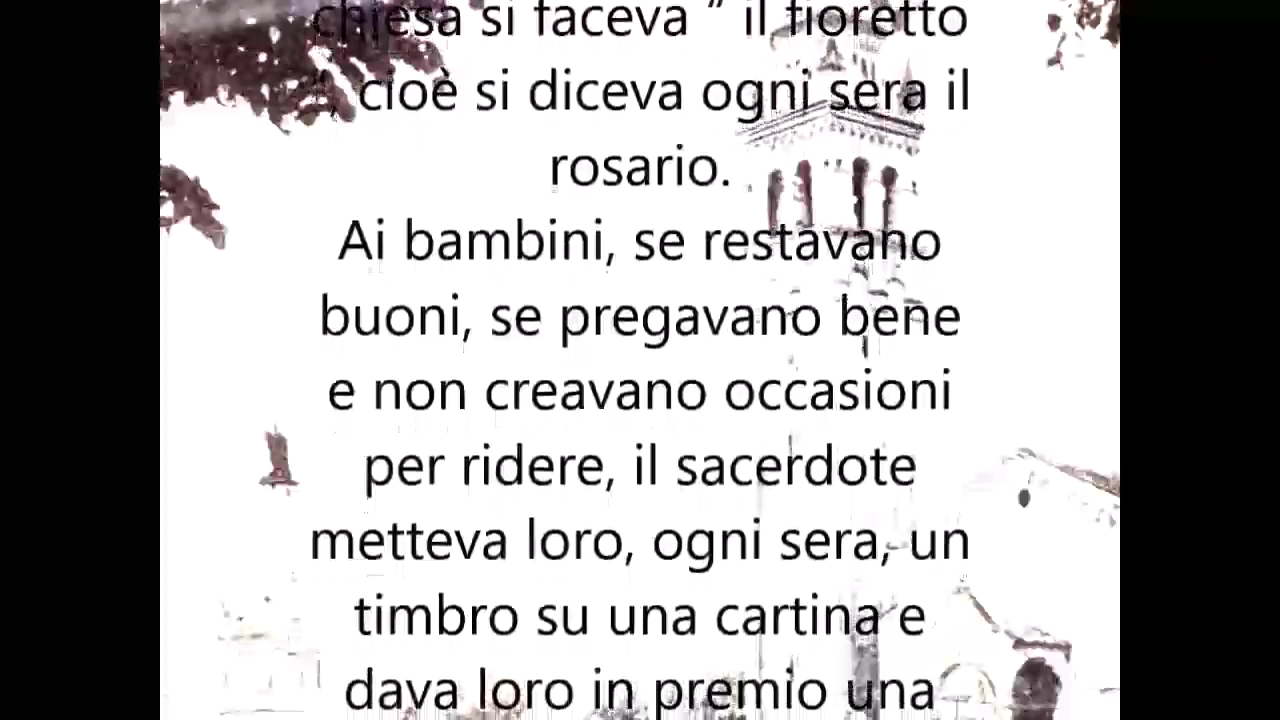 chiesa si faceva “ il fioretto
“, cioè si diceva ogni sera il
rosario.
Ai bambini, se restavano
buoni, se pregavano bene
e non creavano occasioni
per ridere, il sacerdote
metteva loro, ogni sera, un
timbro su una cartina e
dava loro in premio una